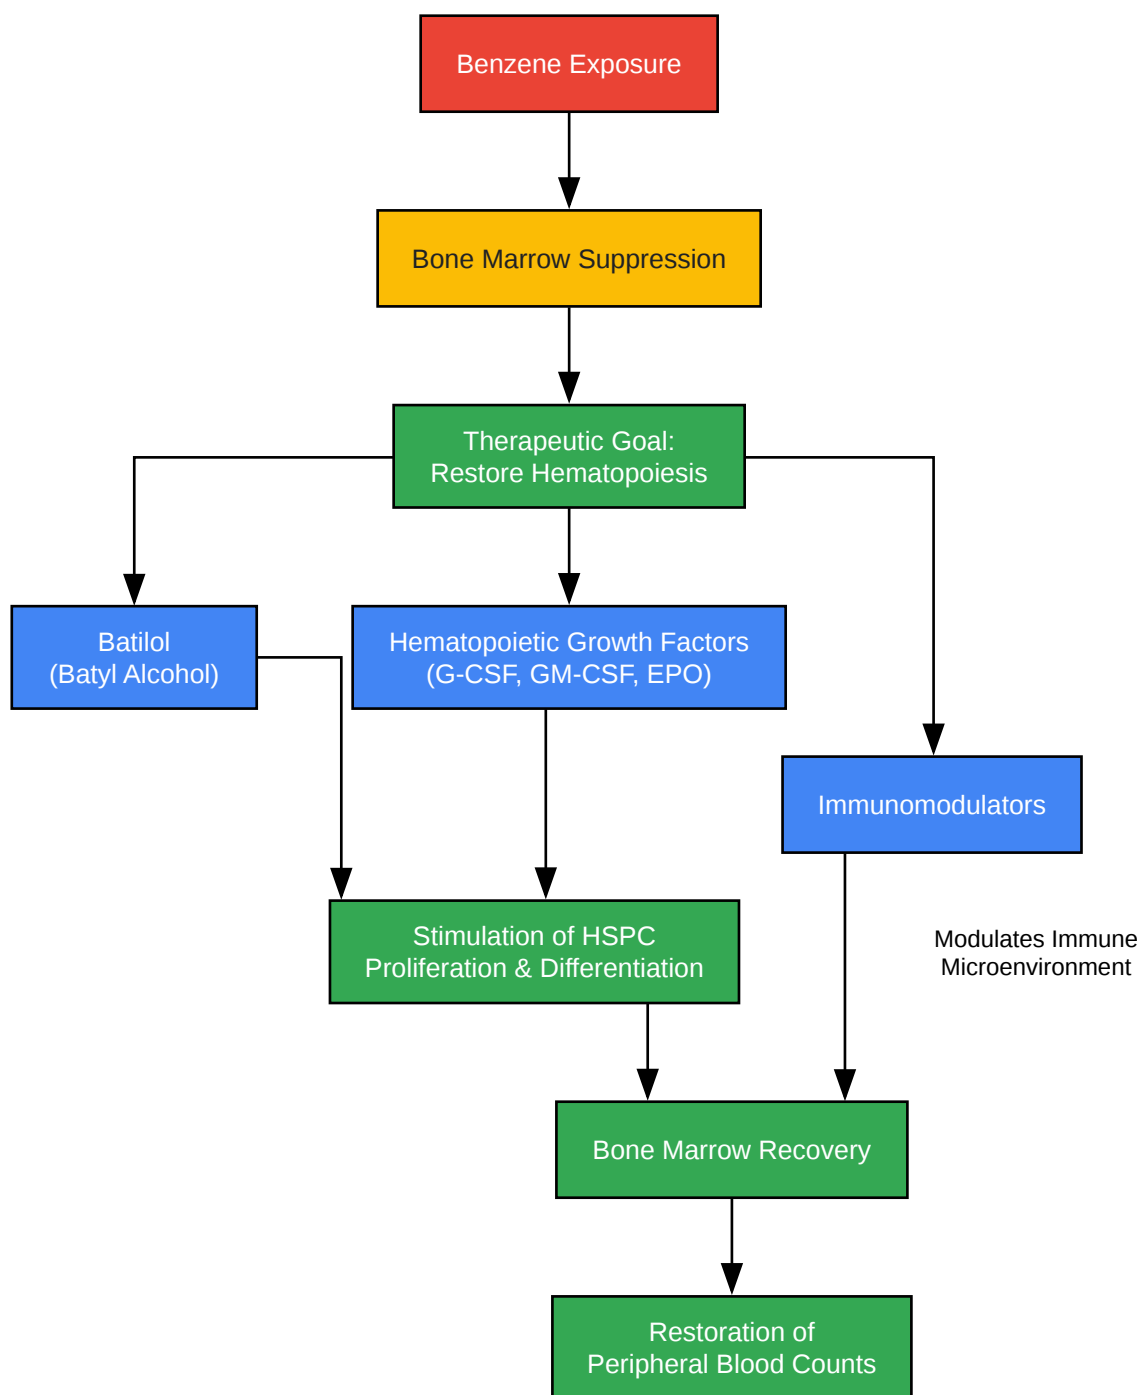 Benzene Exposure
Bone Marrow Suppression
Therapeutic Goal:
Restore Hematopoiesis
Batilol
(Batyl Alcohol)
Hematopoietic Growth Factors
(G-CSF, GM-CSF, EPO)
Immunomodulators
Stimulation of HSPC
Proliferation & Differentiation
Modulates Immune
Microenvironment
Bone Marrow Recovery
Restoration of
Peripheral Blood Counts